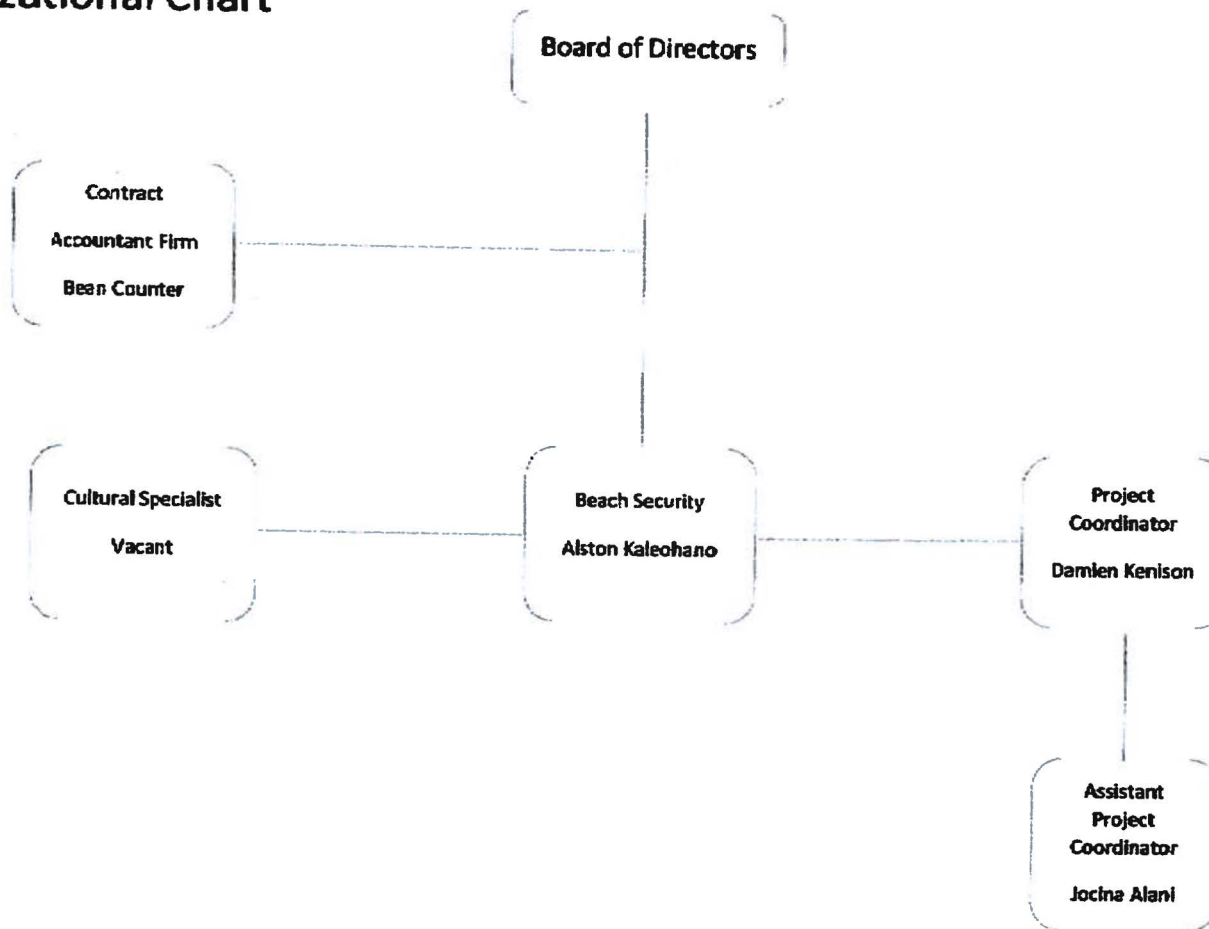 Chart
Board of Directors
Contract
Accountant Firm
Bean Counter
Cultural Specialist
Vacant
Beach Security
Alston Kaleohano
Project
Coordinator
Damien Kenison
Assistant
Project
Coordinator
Jocina Alani